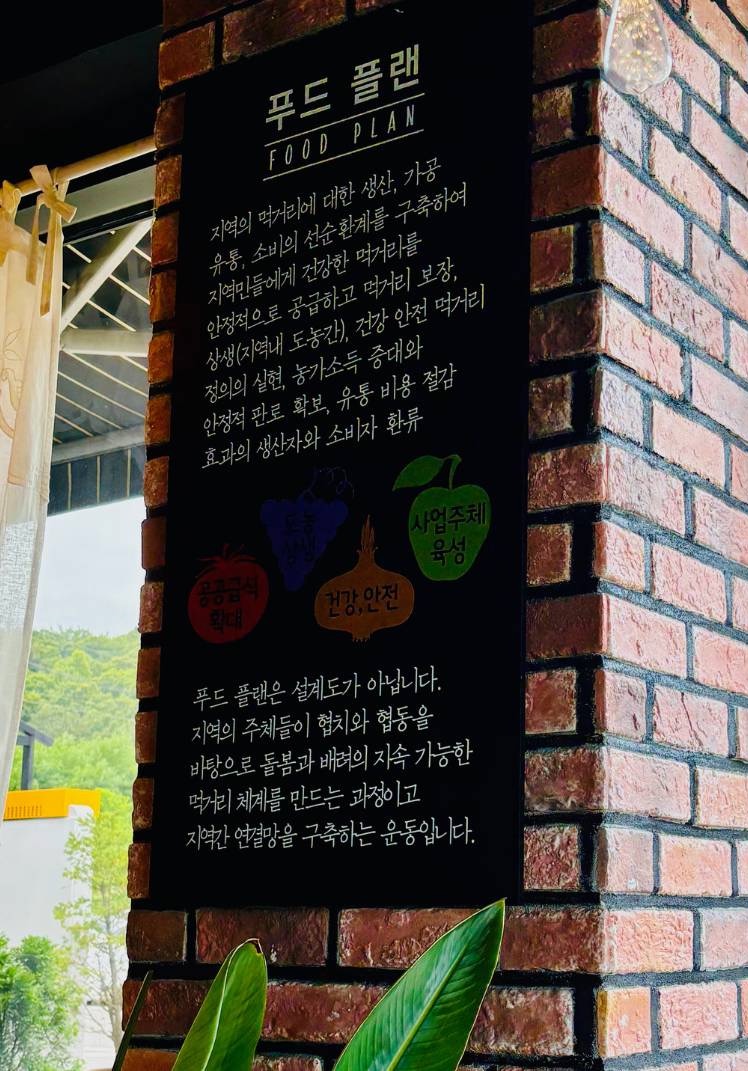 푸드 플랜
FOOD PLAN
지역의 먹거리에 대한 생산, 가공
유통, 소비의 선순환계를 구축하여
지역민들에게 건강한 먹거리를
안정적으로 공급하고 먹거리 보장,
상생(지역내 도농간), 건강 안전 먹거리
정의의 실현, 농가소득 증대와
안정적 판로 확보, 유통 비용 절감
효과의 생산자와 소비자 환류
도농
상생
사업주체
육성
공공급식
확대
건강,안전
푸드 플랜은 설계도가 아닙니다.
지역의 주체들이 협치와 협동을
바탕으로 돌봄과 배려의 지속 가능한
먹거리 체계를 만드는 과정이고
지역간 연결망을 구축하는 운동입니다.